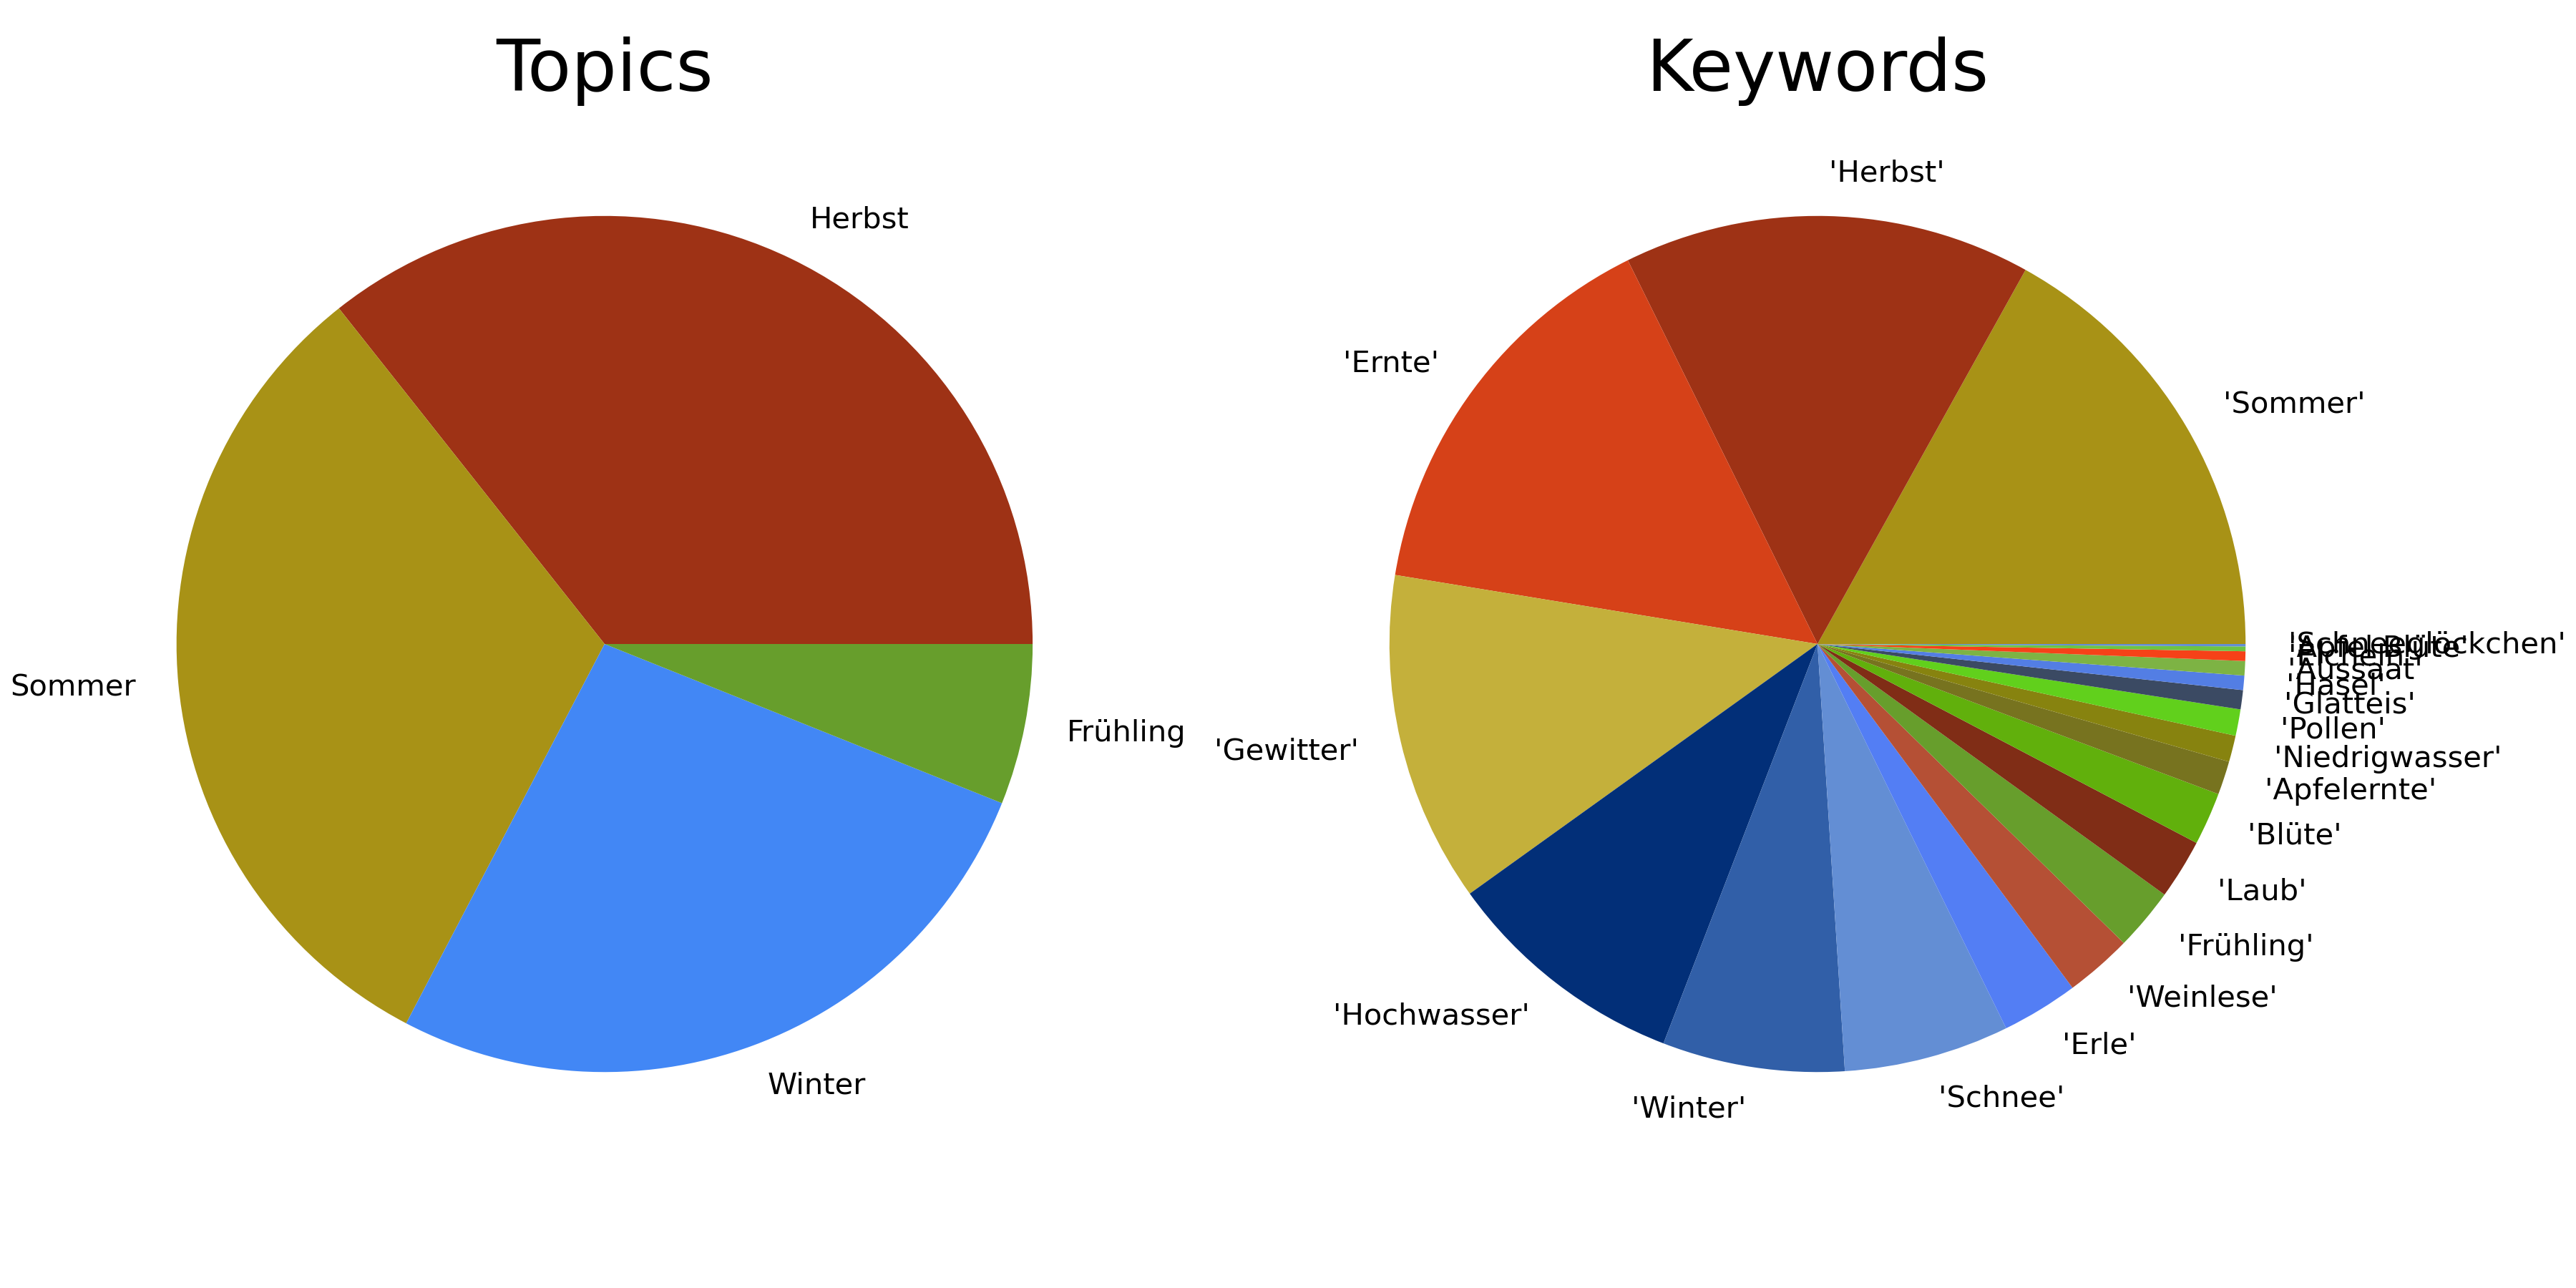 Topics
Herbst
Sommer
Winter
Frühling
Keywords
'Sommer'
'Herbst'
'Ernte'
'Gewitter'
'Hochwasser'
'Winter'
'Schnee'
'Erle'
'Weinlese'
'Frühling'
'Laub'
'Blüte'
'Apfelernte'
'Niedrigwasser'
'Pollen'
'Glatteis'
'Hasel'
'Aussaat'
'Schneeglöckchen'